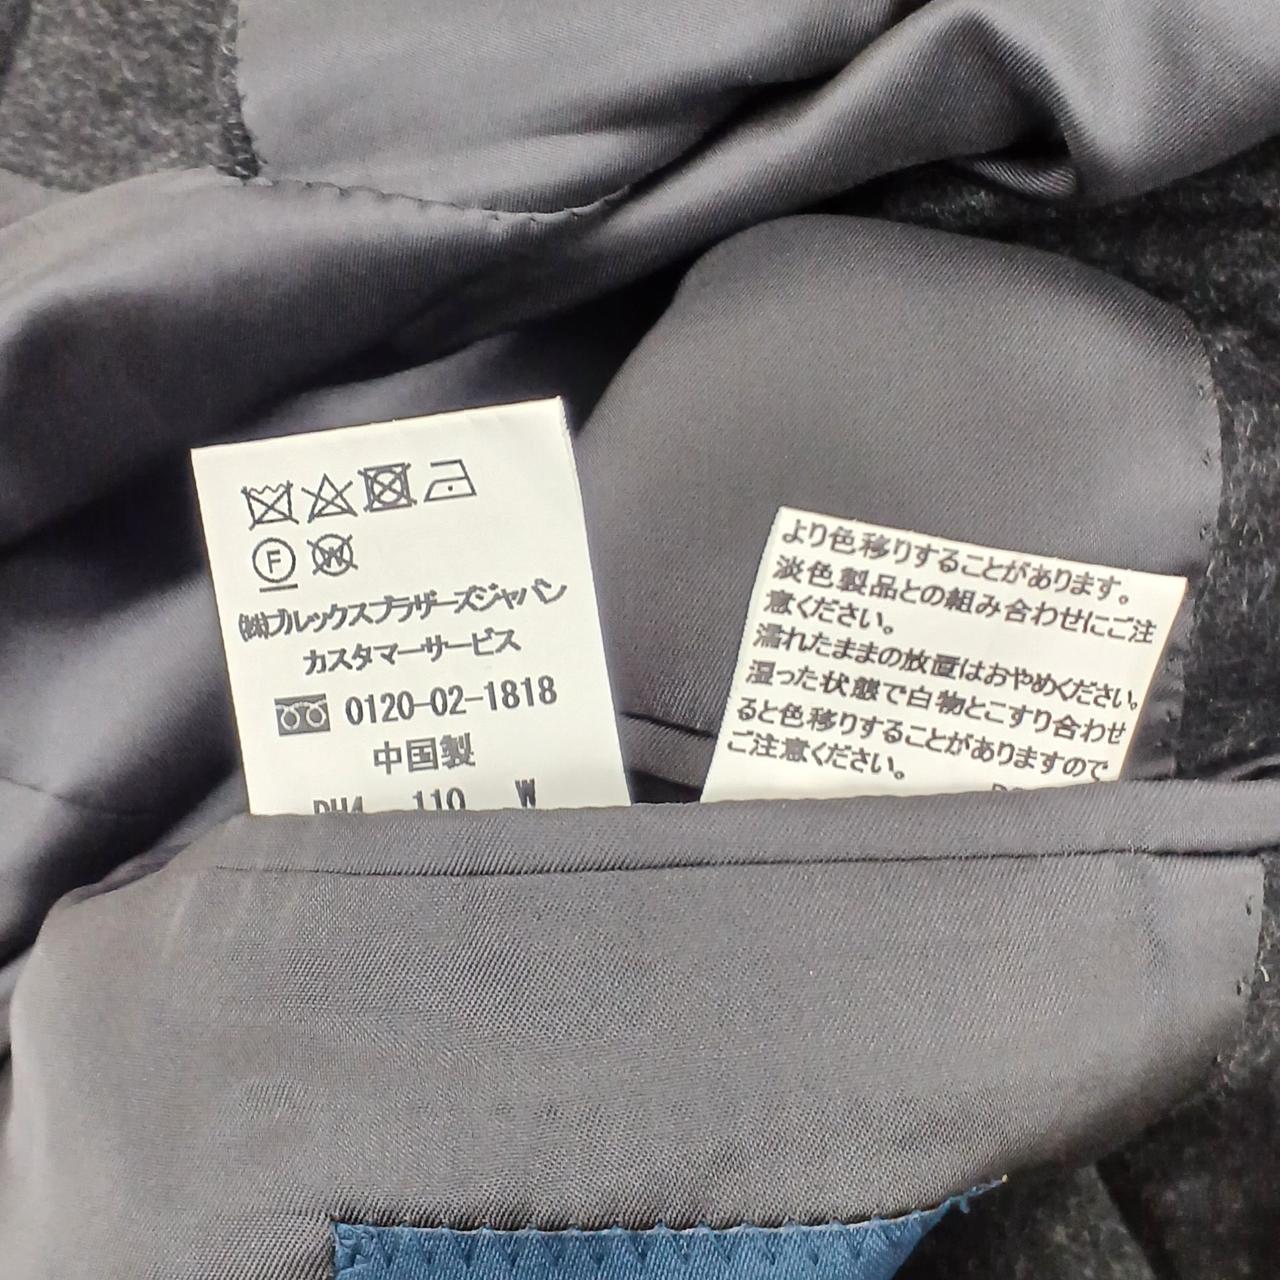 F
W
(株)ブルックスブラザーズジャパン
カスタマーサービス
0120-02-1818
中国製
110 W
より色移りすることがあります。
淡色製品との組み合わせにご注
意ください。
濡れたままの放置はおやめください。
湿った状態で白物とこすり合わせ
ると色移りすることがありますので
ご注意ください。